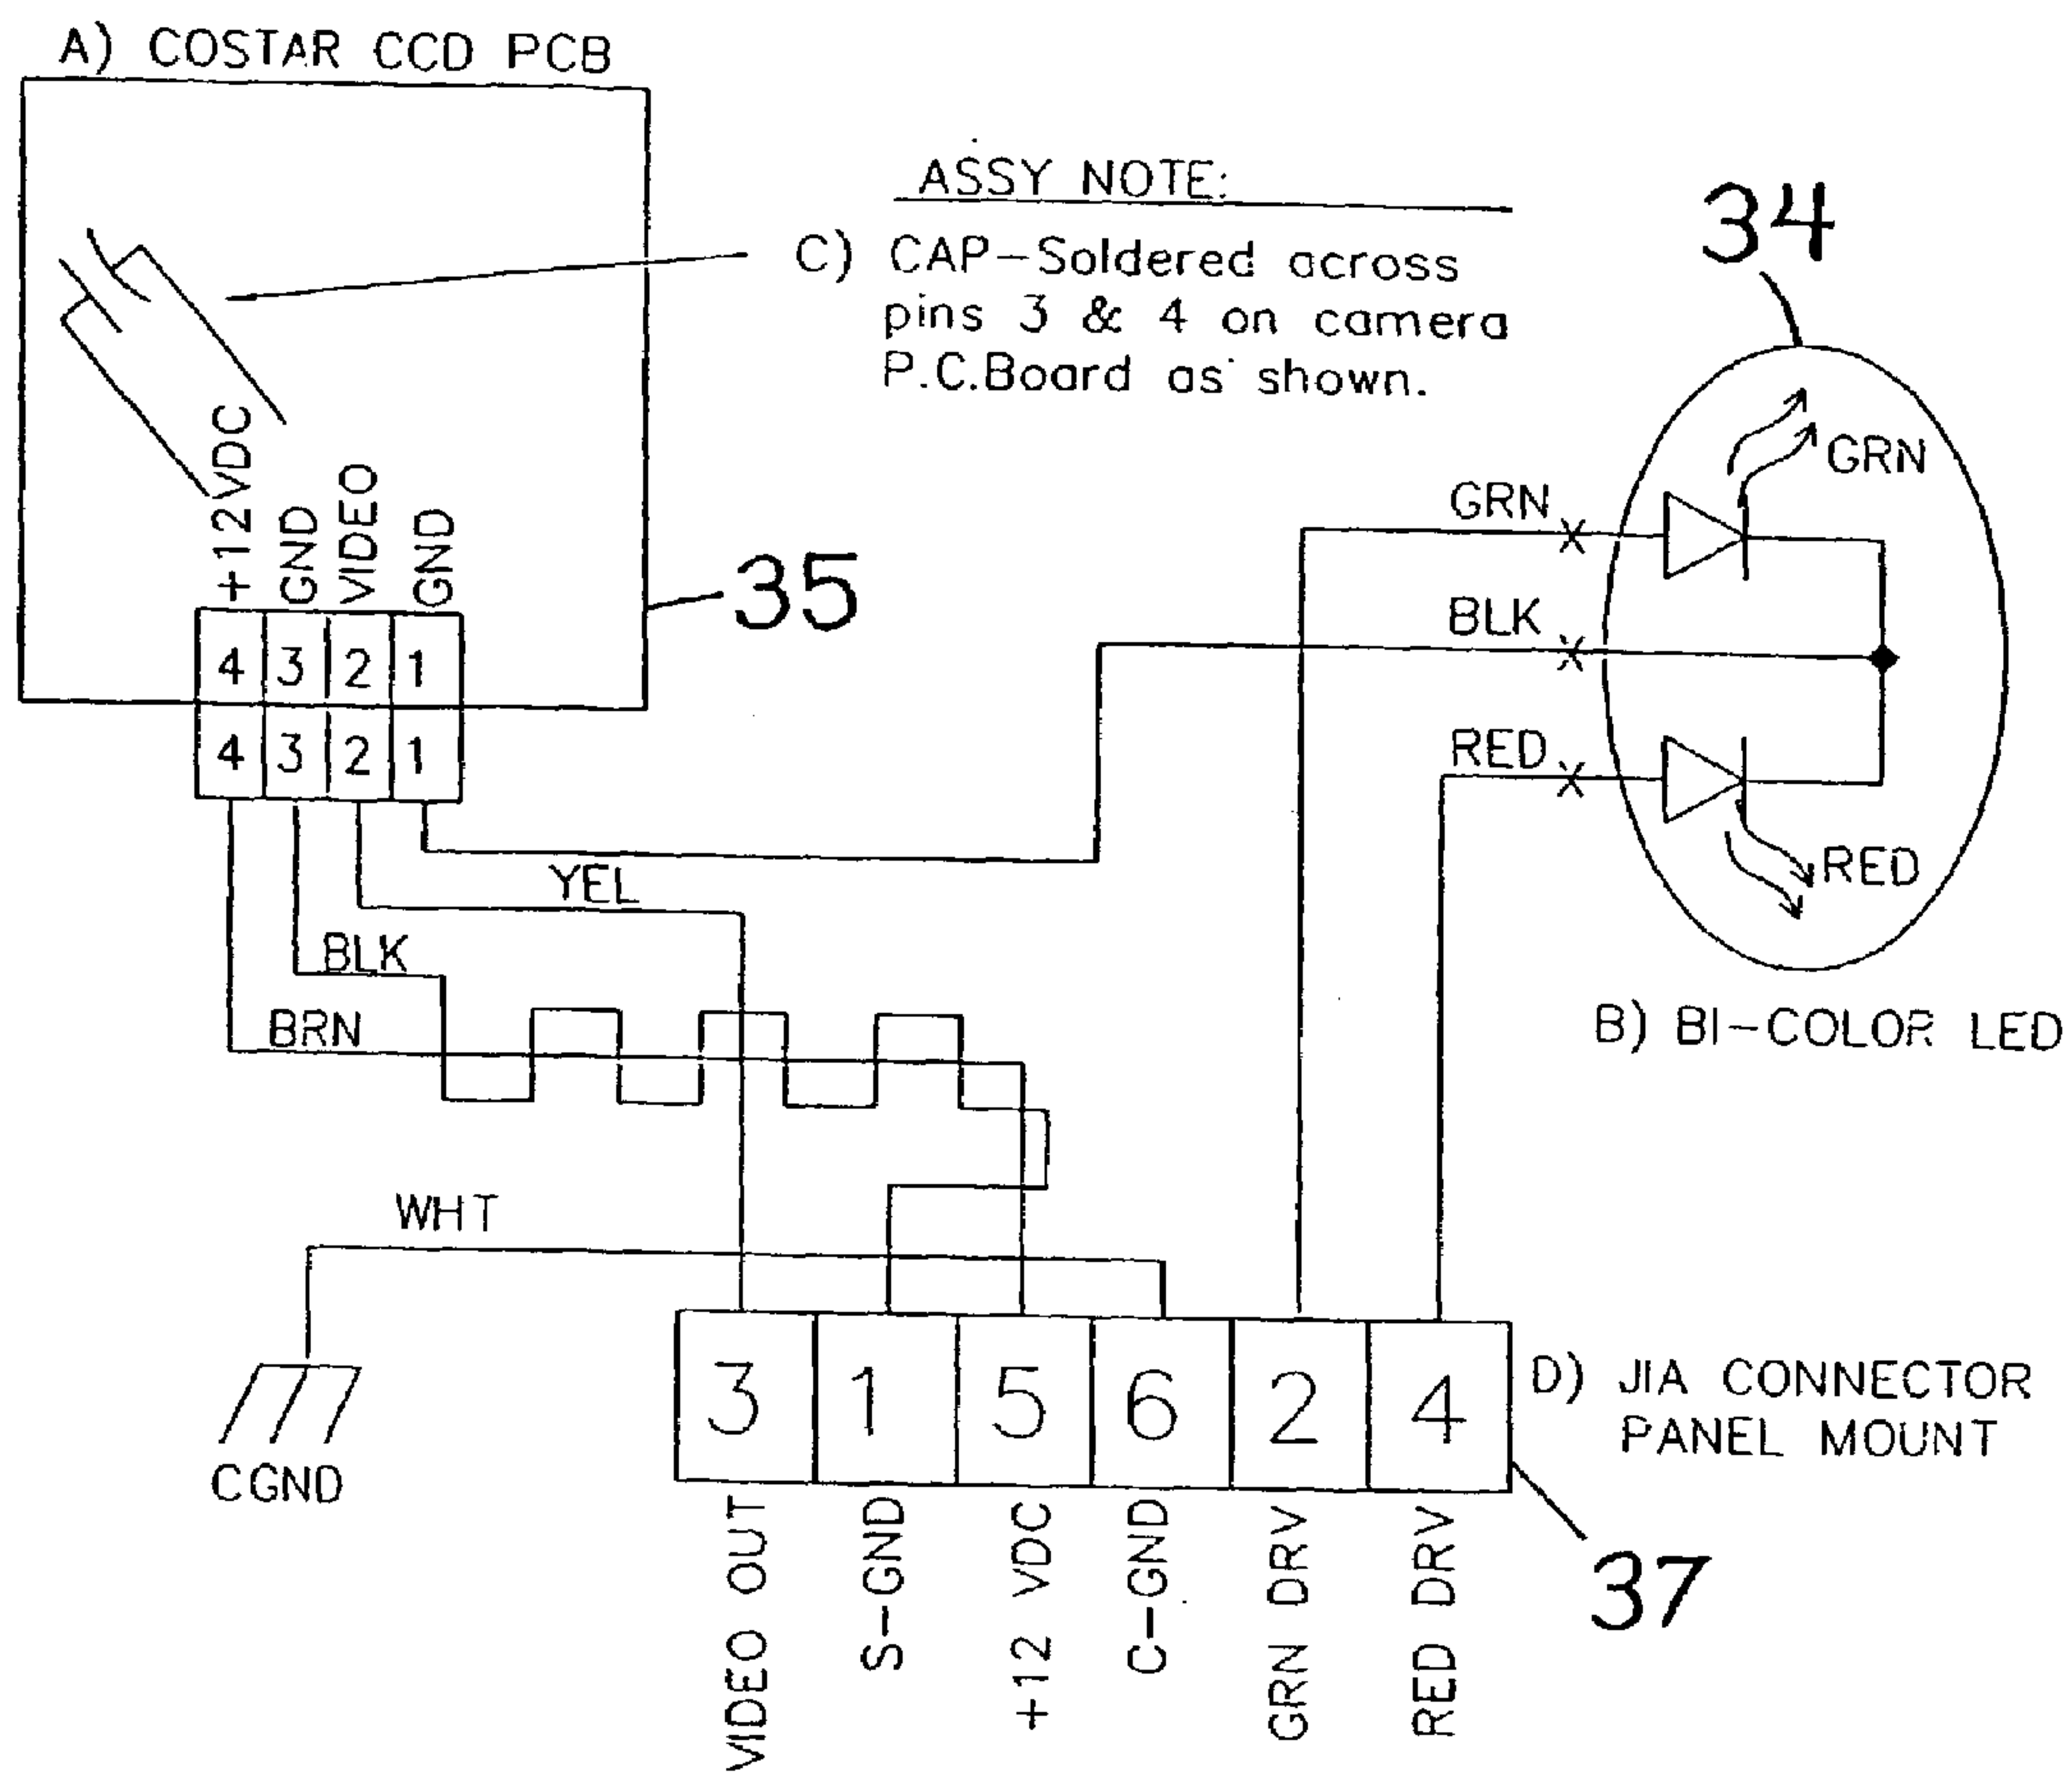 A) COSTAR CCD PCB
ASSY NOTE:
C) CAP-Soldered across
pins 3 & 4 on camera
P.C.Board as shown.
34
+12VDC
GND
VIDEO
GND
35
4 3 2 1
4 3 2 1
GRN
GRN
BLK
RED
RED
B) BI-COLOR LED
YEL
BLK
BRN
WHT
CGND
3 1 5 6 2 4
D) JIA CONNECTOR
PANEL MOUNT
37
VIDEO OUT
S-GND
+12 VDC
C-GND
GRN DRV
RED DRV